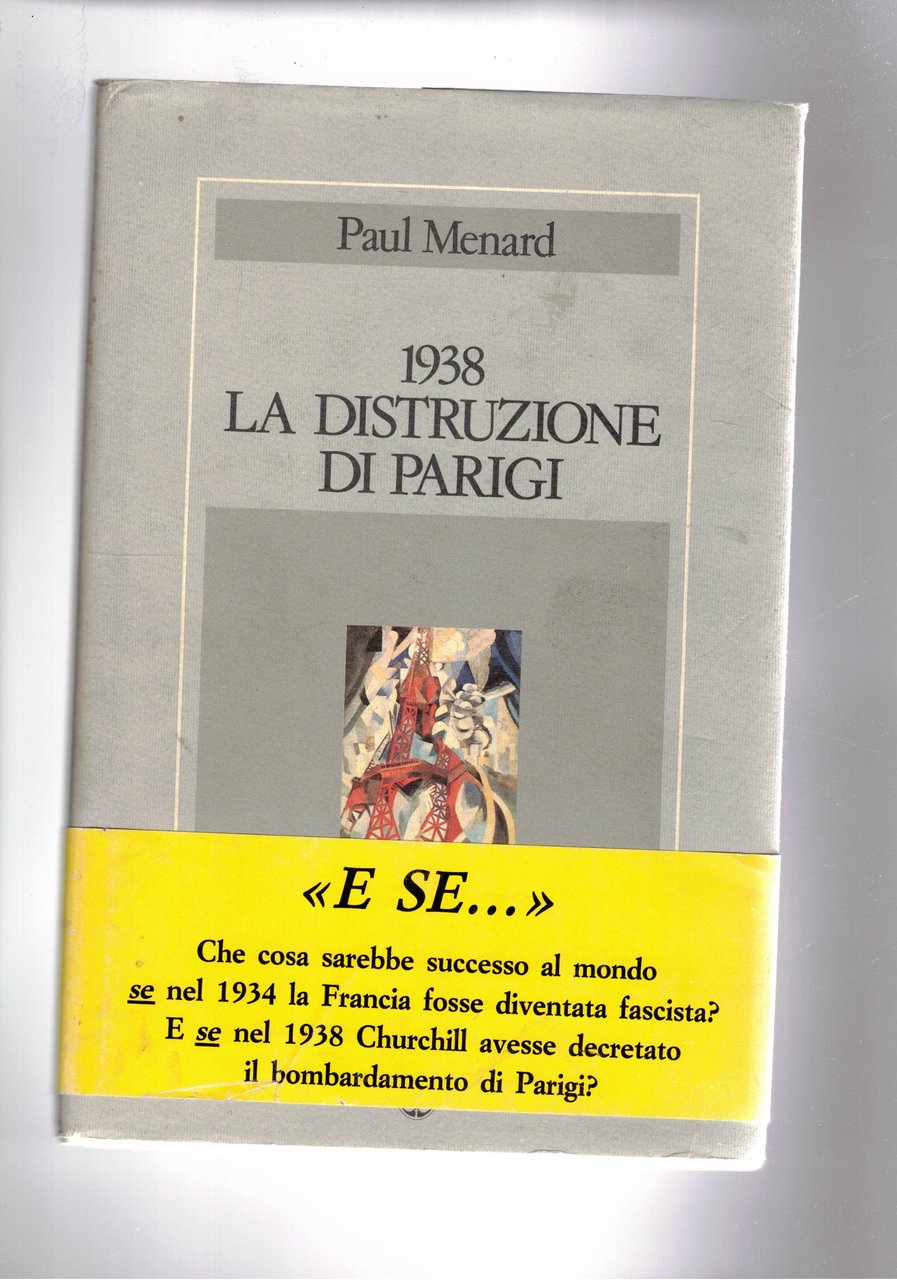 Paul Menard
1938
LA DISTRUZIONE
DI PARIGI
«E SE...»
Che cosa sarebbe successo al mondo
se nel 1934 la Francia fosse diventata fascista?
E se nel 1938 Churchill avesse decretato
il bombardamento di Parigi?